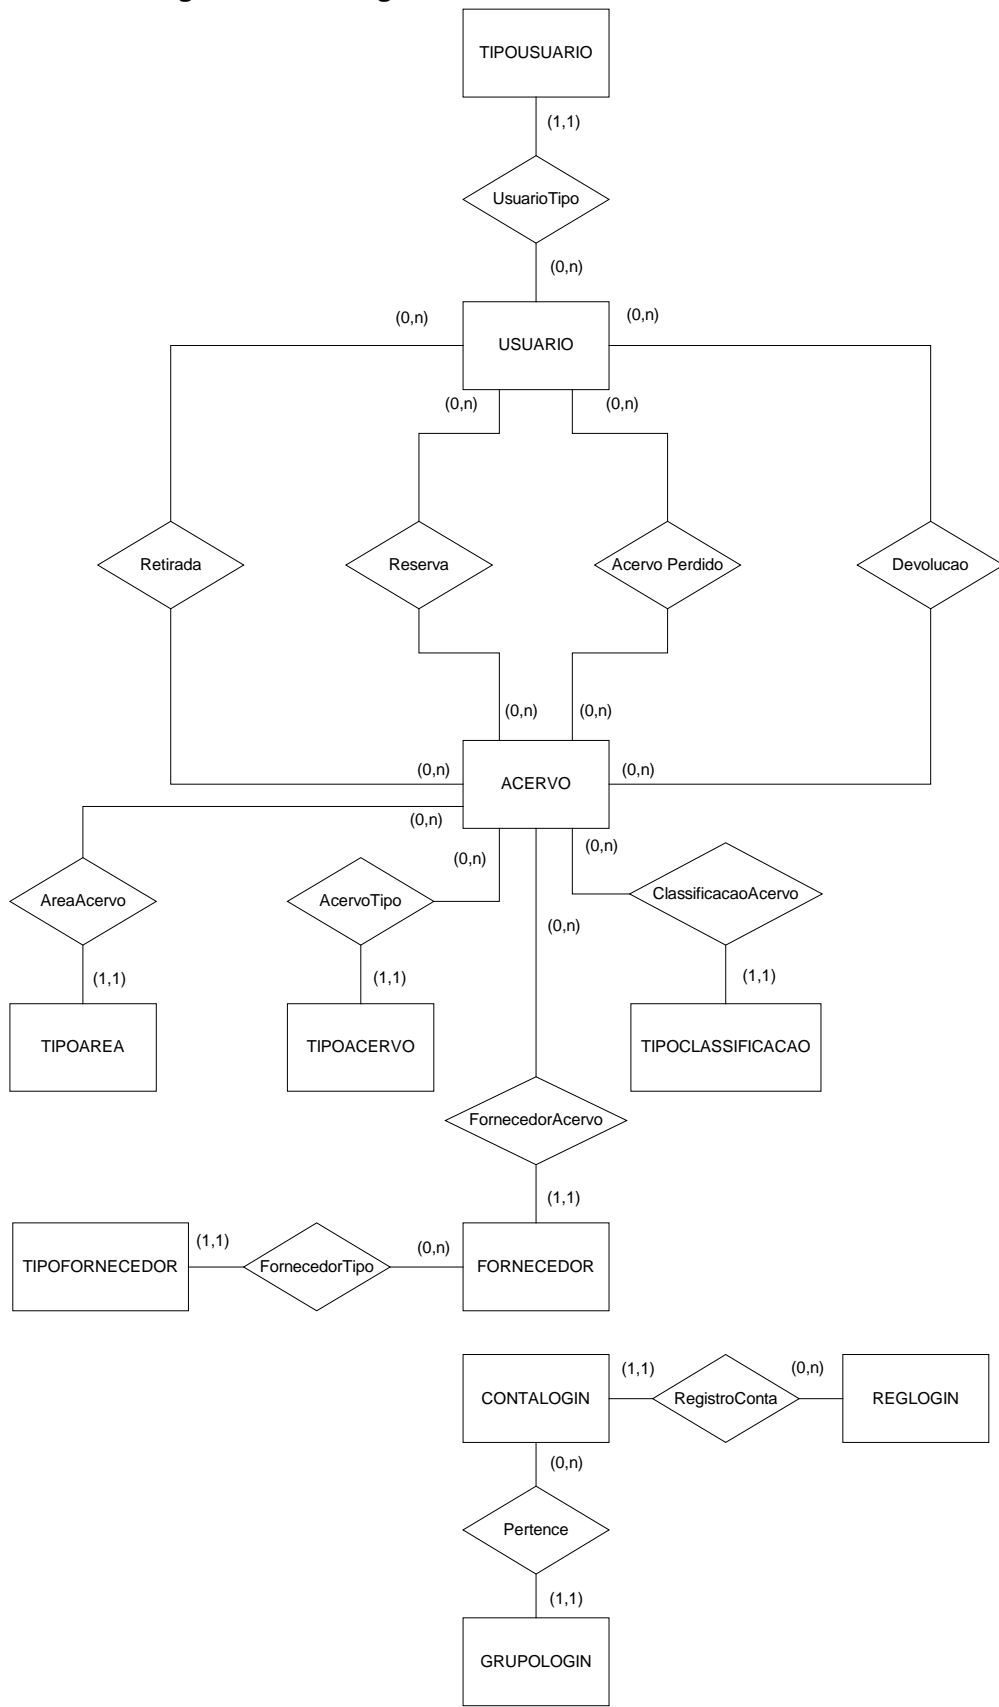 TIPOUSUARIO
(1,1)
UsuarioTipo
(0,n)
(0,n)
(0,n)
USUARIO
(0,n)
(0,n)
Retirada
Reserva
Acervo Perdido
Devolucao
(0,n)
(0,n)
(0,n)
(0,n)
ACERVO
(0,n)
(0,n)
(0,n)
AreaAcervo
AcervoTipo
ClassificacaoAcervo
(0,n)
(1,1)
(1,1)
(1,1)
TIPOAREA
TIPOACERVO
TIPOCLASSIFICACAO
FornecedorAcervo
(1,1)
(1,1)
(0,n)
TIPOFORNECEDOR
FornecedorTipo
FORNECEDOR
(1,1)
(0,n)
CONTALOGIN
RegistroConta
REGLOGIN
(0,n)
Pertence
(1,1)
GRUPOLOGIN